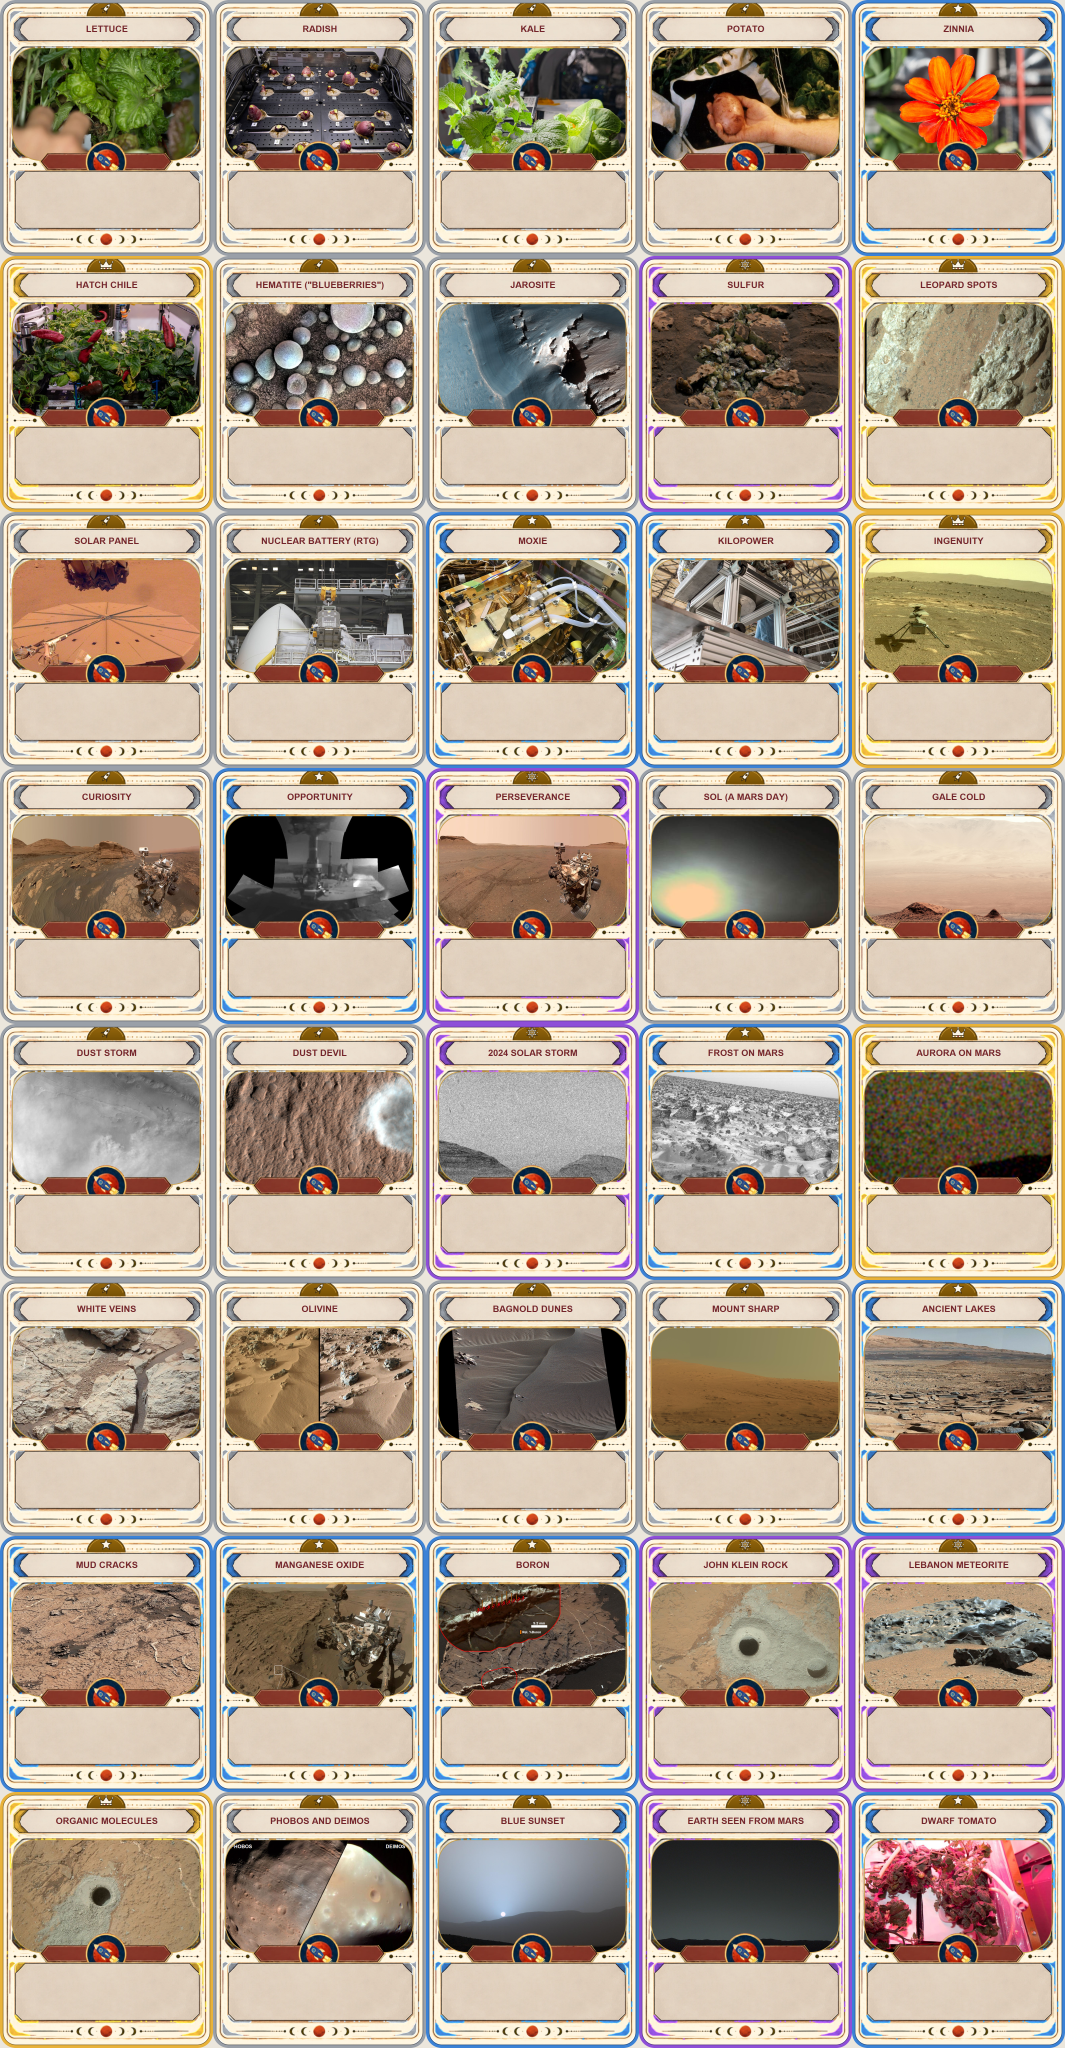 LETTUCE
RADISH
KALE
POTATO
ZINNIA
HATCH CHILE
HEMATITE ("BLUEBERRIES")
JAROSITE
SULFUR
LEOPARD SPOTS
SOLAR PANEL
NUCLEAR BATTERY (RTG)
MOXIE
KILOPOWER
INGENUITY
CURIOSITY
OPPORTUNITY
PERSEVERANCE
SOL (A MARS DAY)
GALE COLD
DUST STORM
DUST DEVIL
2024 SOLAR STORM
FROST ON MARS
AURORA ON MARS
WHITE VEINS
OLIVINE
BAGNOLD DUNES
MOUNT SHARP
ANCIENT LAKES
MUD CRACKS
MANGANESE OXIDE
BORON
JOHN KLEIN ROCK
LEBANON METEORITE
ORGANIC MOLECULES
PHOBOS AND DEIMOS
HOBOS
DEIMOS
BLUE SUNSET
EARTH SEEN FROM MARS
DWARF TOMATO